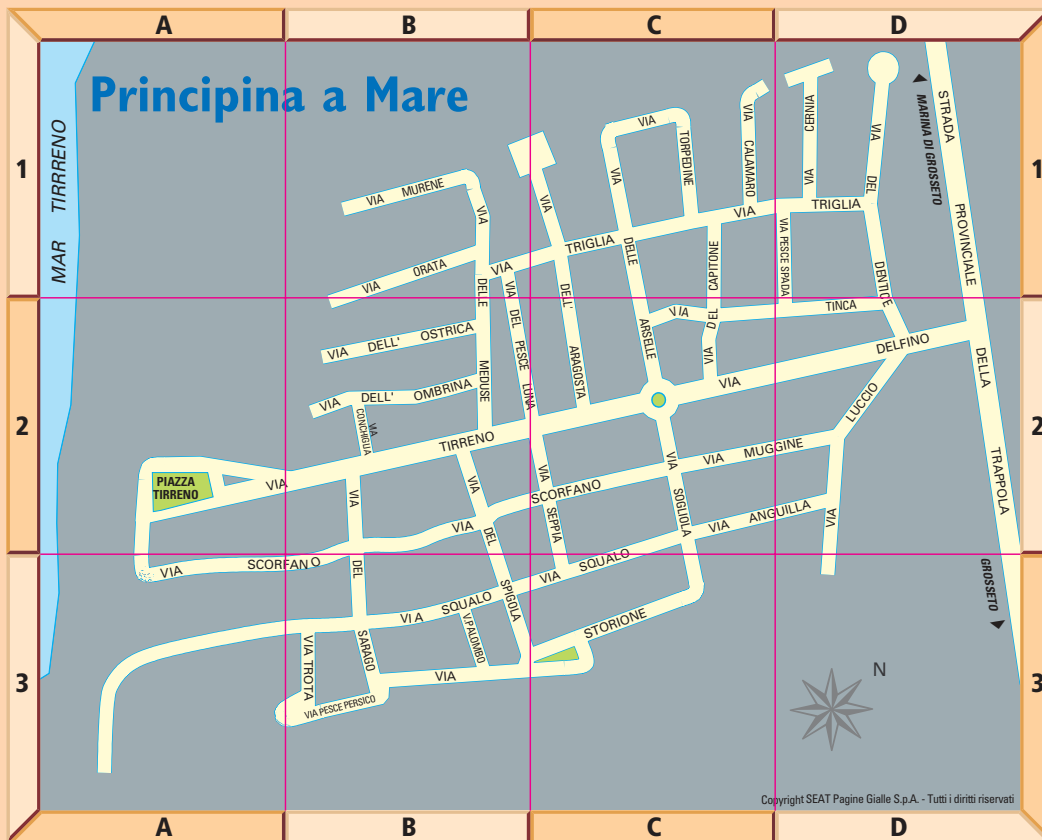 A B C D
Principina a Mare
1 1
2 2
3 3
A B C D
MAR TIRRRENO
STRADA PROVINCIALE DELLA TRAPPOLA
MARINA DI GROSSETO
GROSSETO
VIA MURENE
VIA ORATA
VIA DELL' OSTRICA
VIA DELL' OMBRINA
VIA CONCHIGUA
VIA DELLE MEDUSE
VIA DEL PESCE LUNA
VIA DELL' ARAGOSTA
VIA TRIGLIA VIA TRIGLIA
VIA DELLE ARSELLE
VIA TORPEDINE
VIA CALAMARO
VIA CERNIA
VIA DEL DENTICE
VIA PESCE SPADA
VIA DEL CAPITONE
VIA TINCA
VIA DELFINO
VIA LUCCIO
VIA MUGGINE
VIA ANGUILLA
VIA SOGLIOLA
VIA SEPPIA
VIA TIRRENO
PIAZZA
TIRRENO
VIA SCORFANO VIA SCORFANO
VIA DEL SARAGO
VIA DEL SPIGOLA
VIA SQUALO VIA SQUALO
V.PALOMBO
VIA STORIONE
VIA TROTA
VIA PESCE PERSICO
N
Copyright SEAT Pagine Gialle S.p.A. - Tutti i diritti riservati